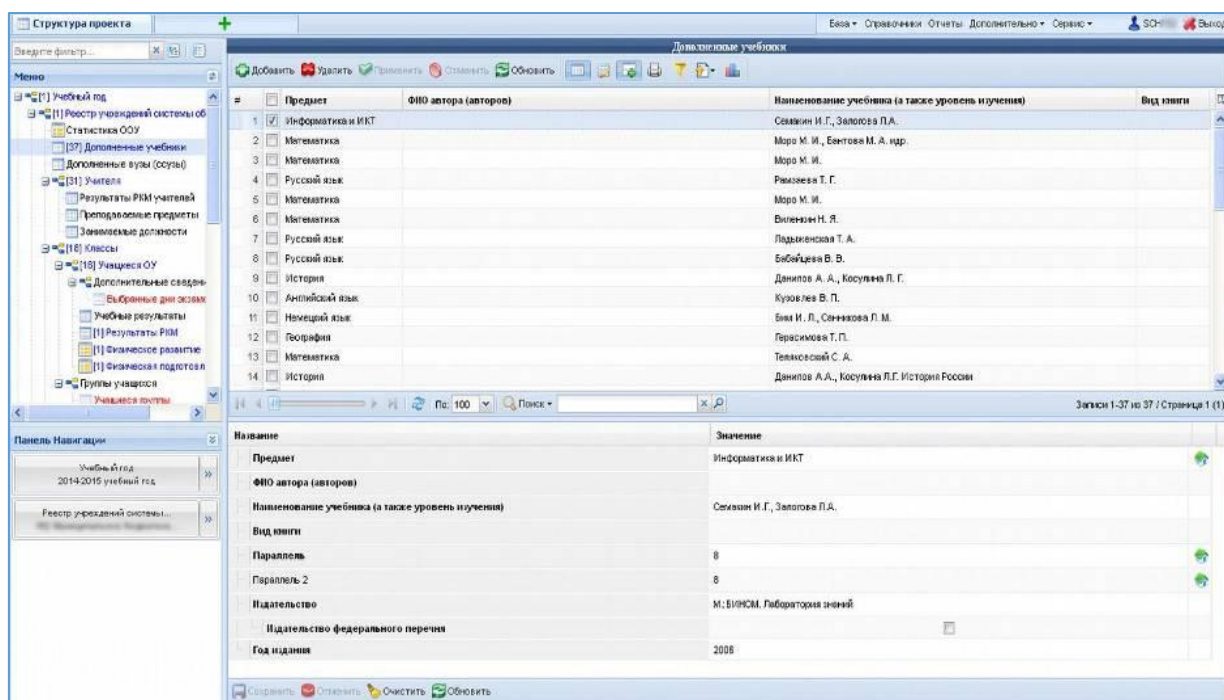 Структура проекта
База Справочники Отчеты Дополнительно Сервис SCH Выход
Введите фильтр...
Дополненные учебники
Меню
Добавить Удалить Применить Отменить Обновить
[1] Учебный год
[1] Реестр учреждений системы об
Статистика ООУ
[37] Дополненные учебники
Дополненные вузы (ссузы)
[31] Учителя
Результаты РКМ учителей
Преподаваемые предметы
Занимаемые должности
[16] Классы
[16] Учащиеся ОУ
Дополнительные сведен
Выбранные дни экзам
Учебные результаты
[1] Результаты РКМ
[1] Физическое развитие
[1] Физическая подготовл
Группы учащихся
Учащиеся группы
# Предмет ФИО автора (авторов) Наименование учебника (а также уровень изучения) Вид книги
1 Информатика и ИКТ Семакин И.Г., Залогова Л.А.
2 Математика Моро М. И., Бантова М. А. идр.
3 Математика Моро М. И.
4 Русский язык Рамзаева Т. Г.
5 Математика Моро М. И.
6 Математика Виленкин Н. Я.
7 Русский язык Ладыженская Т. А.
8 Русский язык Бабайцева В. В.
9 История Данилов А. А., Косулина Л. Г.
10 Английский язык Кузовлев В. П.
11 Немецкий язык Бим И. Л., Санникова Л. М.
12 География Герасимова Т.П.
13 Математика Теляковский С. А.
14 История Данилов А.А., Косулина Л.Г. История России
По: 100 Поиск Записи 1-37 из 37 / Страница 1 (1)
Панель Навигации
Учебный год
2014-2015 учебный год
Реестр учреждений системы...
Название Значение
Предмет Информатика и ИКТ
ФИО автора (авторов)
Наименование учебника (а также уровень изучения) Семакин И.Г., Залогова Л.А.
Вид книги
Параллель 8
Параллель 2 8
Издательство М.: БИНОМ. Лаборатория знаний
Издательство федерального перечня
Год издания 2008
Сохранить Отменить Очистить Обновить